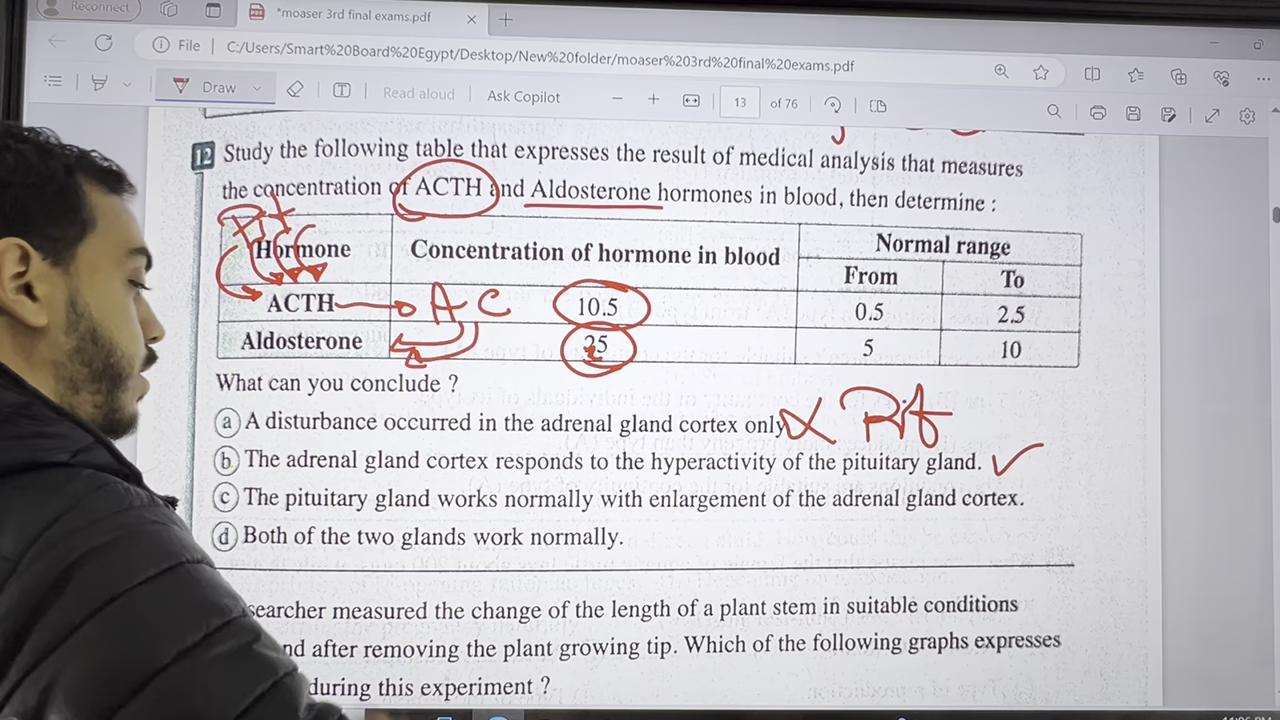 Reconnect
*moaser 3rd final exams.pdf
File | C:/Users/Smart%20Board%20Egypt/Desktop/New%20folder/moaser%203rd%20final%20exams.pdf
Draw
Read aloud
Ask Copilot
13 of 76
12 Study the following table that expresses the result of medical analysis that measures
the concentration of ACTH and Aldosterone hormones in blood, then determine :
Pit
Hormone Concentration of hormone in blood Normal range
From To
ACTH A C 10.5 0.5 2.5
Aldosterone 25 5 10
What can you conclude ?
a A disturbance occurred in the adrenal gland cortex only Pit
b The adrenal gland cortex responds to the hyperactivity of the pituitary gland.
c The pituitary gland works normally with enlargement of the adrenal gland cortex.
d Both of the two glands work normally.
searcher measured the change of the length of a plant stem in suitable conditions
nd after removing the plant growing tip. Which of the following graphs expresses
during this experiment ?